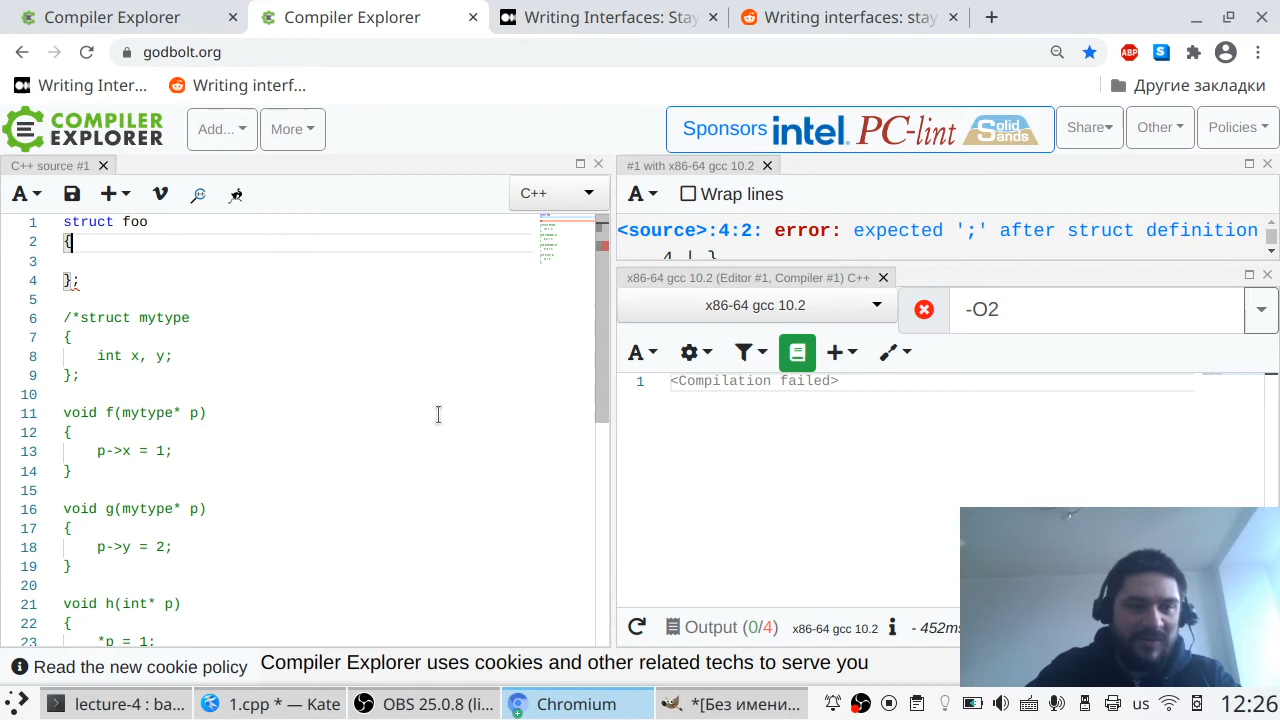 Compiler Explorer
Compiler Explorer
Writing Interfaces: Stay
Writing interfaces: stay
godbolt.org
ABP
S
Writing Inter...
Writing interf...
Другие закладки
COMPILER
EXPLORER
Add...
More
Sponsors intel. PC-lint Solid Sands
Share
Other
Policies
C++ source #1
#1 with x86-64 gcc 10.2
A
C++
A
Wrap lines
1 struct foo
2 {
3
4 };
5
6 /*struct mytype
7 {
8 int x, y;
9 };
10
11 void f(mytype* p)
12 {
13 p->x = 1;
14 }
15
16 void g(mytype* p)
17 {
18 p->y = 2;
19 }
20
21 void h(int* p)
22 {
23 *p = 1;
<source>:4:2: error: expected ';' after struct definition
4 | }
x86-64 gcc 10.2 (Editor #1, Compiler #1) C++
x86-64 gcc 10.2
-O2
A
1 <Compilation failed>
Output (0/4) x86-64 gcc 10.2 - 452ms
Read the new cookie policy
Compiler Explorer uses cookies and other related techs to serve you
lecture-4 : ba...
1.cpp * — Kate
OBS 25.0.8 (li...
Chromium
*[Без имени...
us
12:26